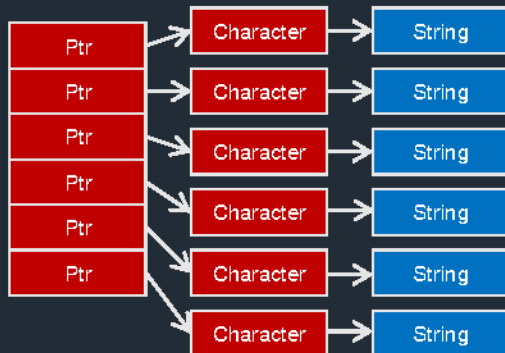 Ptr
Ptr
Ptr
Ptr
Ptr
Ptr
Character
String
Character
String
Character
String
Character
String
Character
String
Character
String